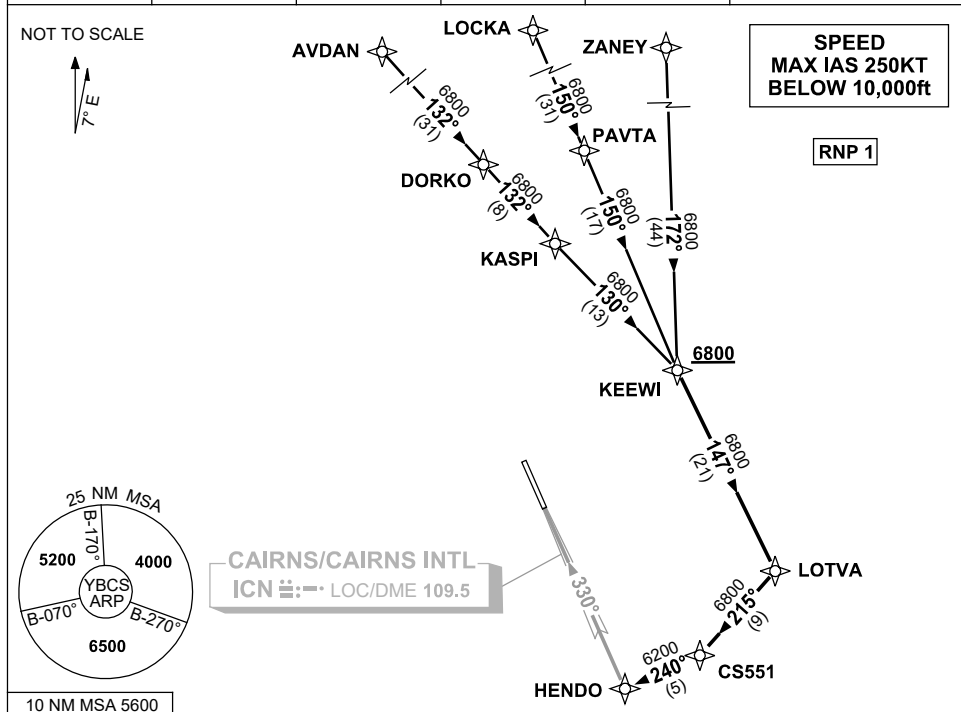 NOT TO SCALE
7° E
AVDAN
LOCKA
ZANEY
SPEED
MAX IAS 250KT
BELOW 10,000ft
RNP 1
6800
132°
(31)
6800
150°
(31)
PAVTA
DORKO
6800
132°
(8)
6800
150°
(17)
6800
172°
(44)
KASPI
6800
130°
(13)
6800
KEEWI
6800
147°
(21)
25 NM MSA
B-170°
5200
4000
YBCS
ARP
B-070°
B-270°
6500
10 NM MSA 5600
CAIRNS/CAIRNS INTL
ICN LOC/DME 109.5
330°
LOTVA
6800
215°
(9)
CS551
6200
240°
(5)
HENDO